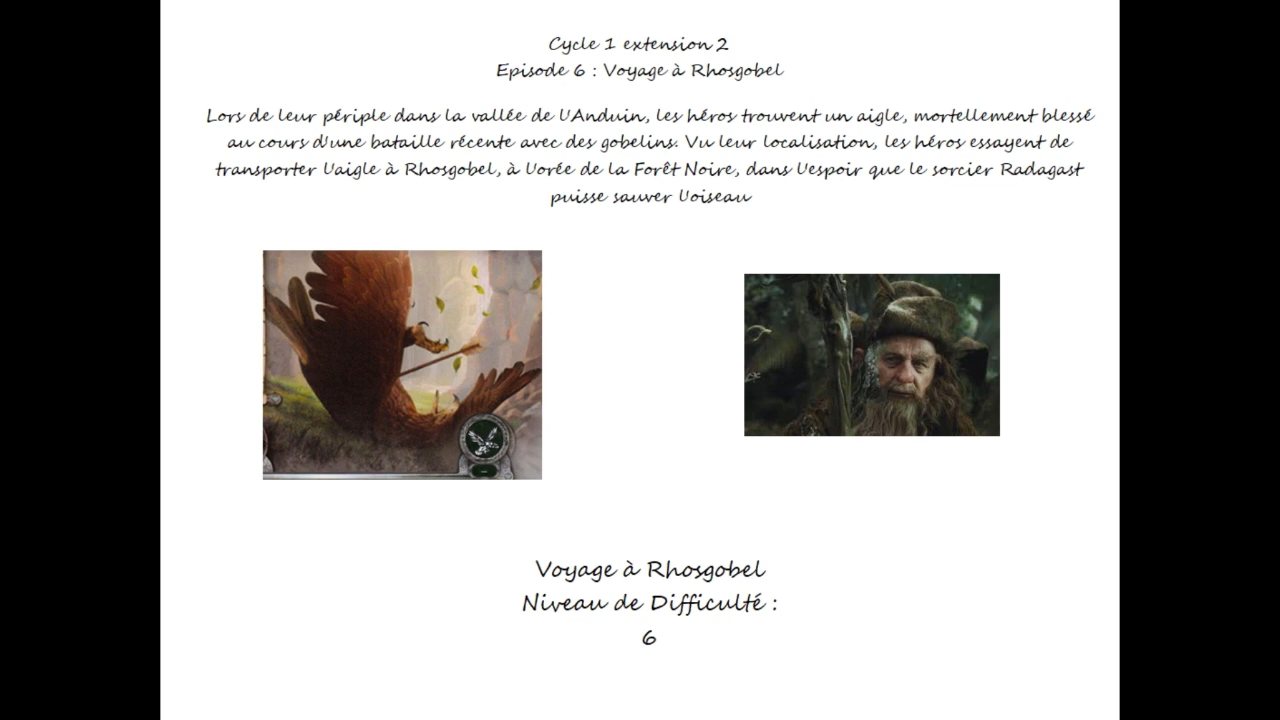 Cycle 1 extension 2
Episode 6 : Voyage à Rhosgobel
Lors de leur périple dans la vallée de l'Anduin, les héros trouvent un aigle, mortellement blessé
au cours d'une bataille récente avec des gobelins. Vu leur localisation, les héros essayent de
transporter l'aigle à Rhosgobel, à l'orée de la Forêt Noire, dans l'espoir que le sorcier Radagast
puisse sauver l'oiseau
Voyage à Rhosgobel
Niveau de Difficulté :
6